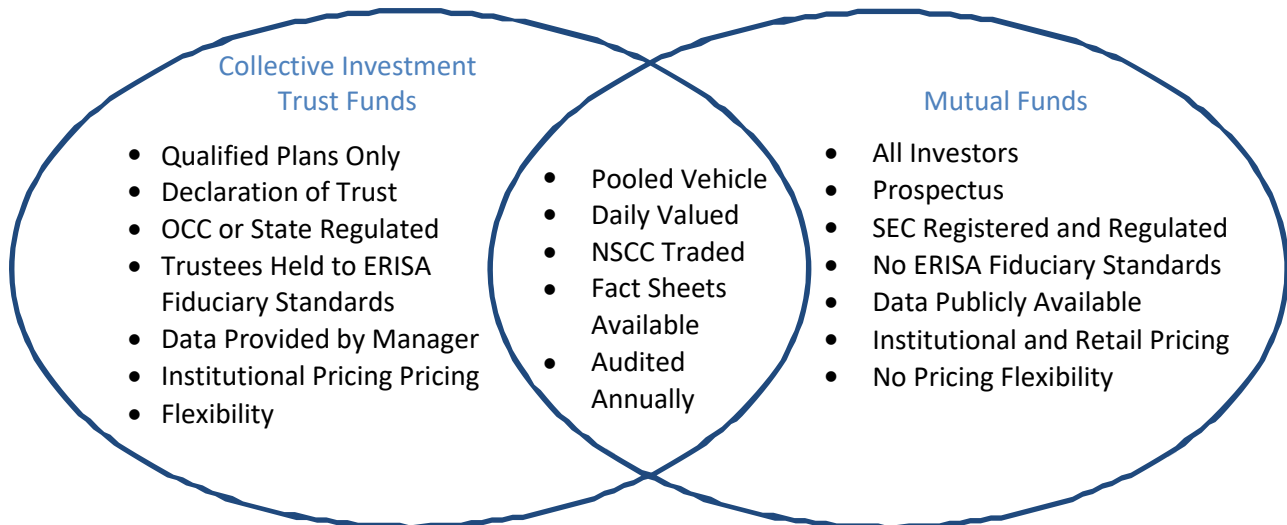 Collective Investment
Trust Funds
• Qualified Plans Only
• Declaration of Trust
• OCC or State Regulated
• Trustees Held to ERISA
Fiduciary Standards
• Data Provided by Manager
• Institutional Pricing Pricing
• Flexibility
• Pooled Vehicle
• Daily Valued
• NSCC Traded
• Fact Sheets
Available
• Audited
Annually
Mutual Funds
• All Investors
• Prospectus
• SEC Registered and Regulated
• No ERISA Fiduciary Standards
• Data Publicly Available
• Institutional and Retail Pricing
• No Pricing Flexibility